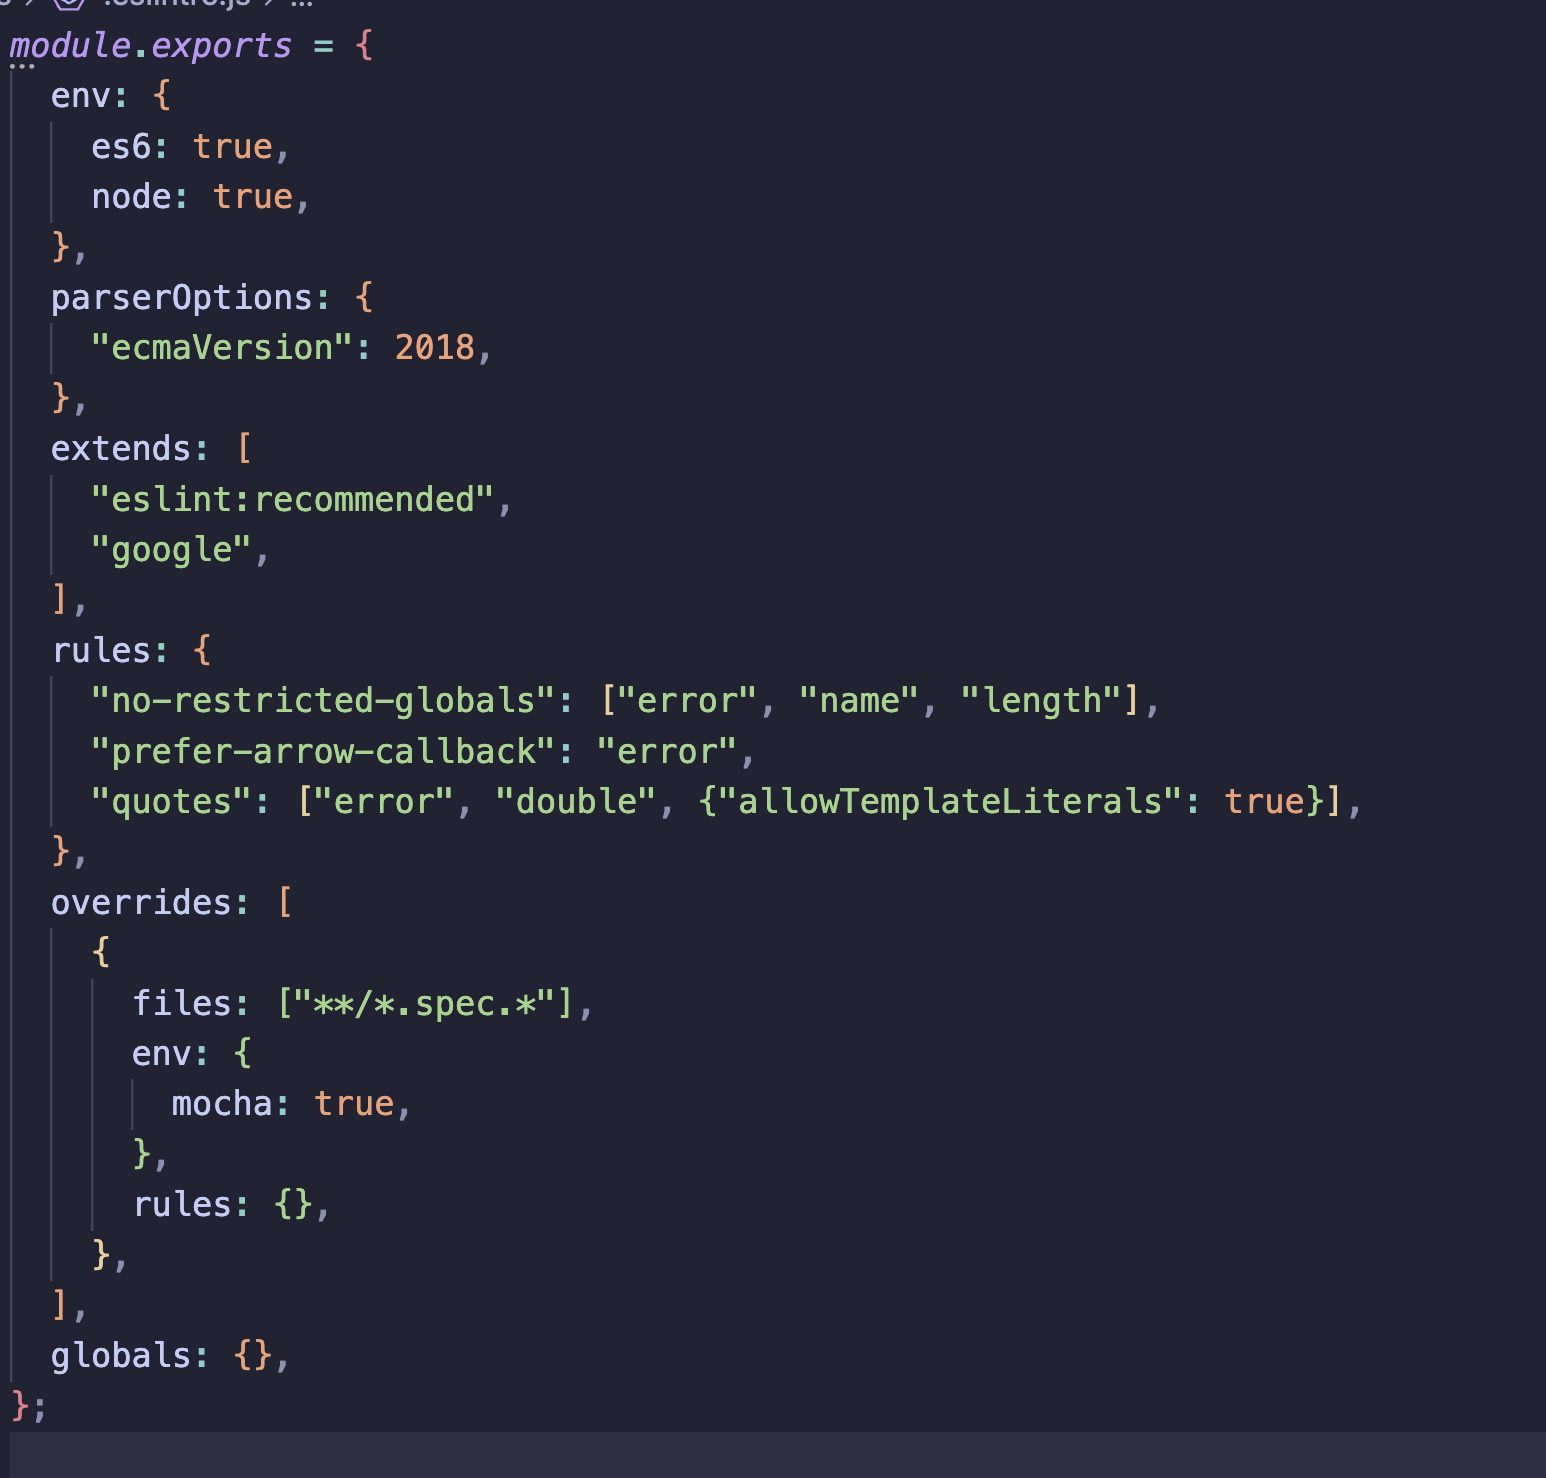 .eslintrc.js > ...
module.exports = {
  env: {
    es6: true,
    node: true,
  },
  parserOptions: {
    "ecmaVersion": 2018,
  },
  extends: [
    "eslint:recommended",
    "google",
  ],
  rules: {
    "no-restricted-globals": ["error", "name", "length"],
    "prefer-arrow-callback": "error",
    "quotes": ["error", "double", {"allowTemplateLiterals": true}],
  },
  overrides: [
    {
      files: ["**/*.spec.*"],
      env: {
        mocha: true,
      },
      rules: {},
    },
  ],
  globals: {},
};